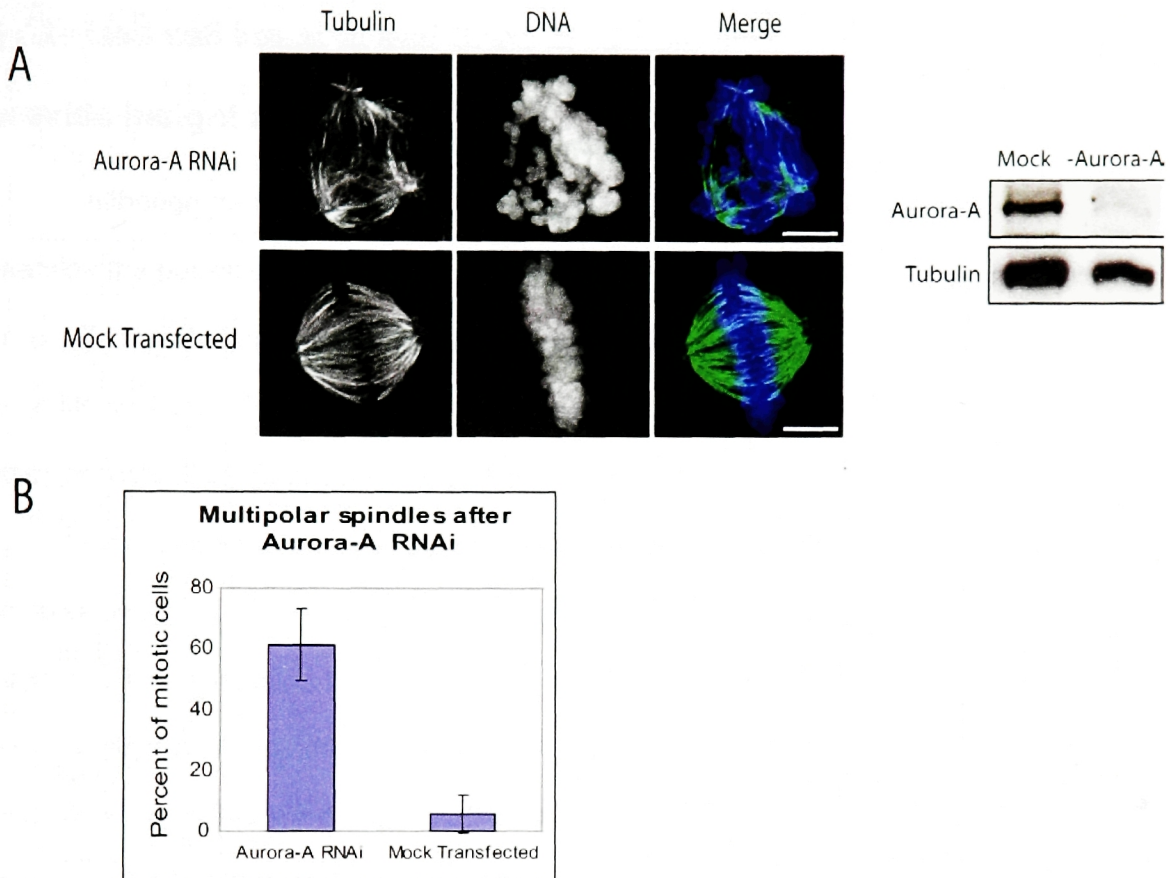 Tubulin DNA Merge
A
Aurora-A RNAi
Mock Transfected
Mock -Aurora-A
Aurora-A
Tubulin
B
Multipolar spindles after
Aurora-A RNAi
Percent of mitotic cells
80
60
40
20
0
Aurora-A RNAi Mock Transfected